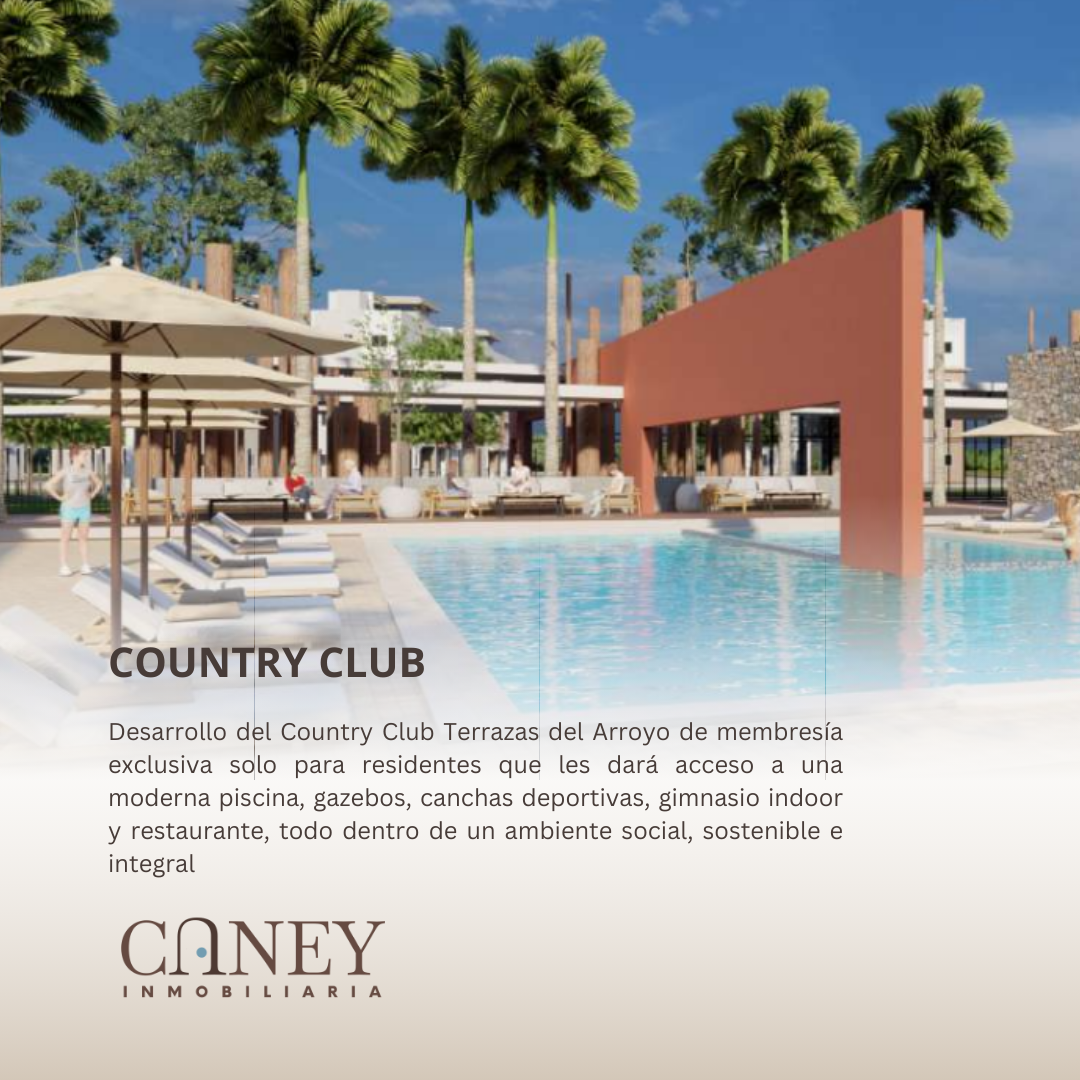 COUNTRY CLUB
Desarrollo del Country Club Terrazas del Arroyo de membresía
exclusiva solo para residentes que les dará acceso a una
moderna piscina, gazebos, canchas deportivas, gimnasio indoor
y restaurante, todo dentro de un ambiente social, sostenible e
integral
CANEY
INMOBILIARIA